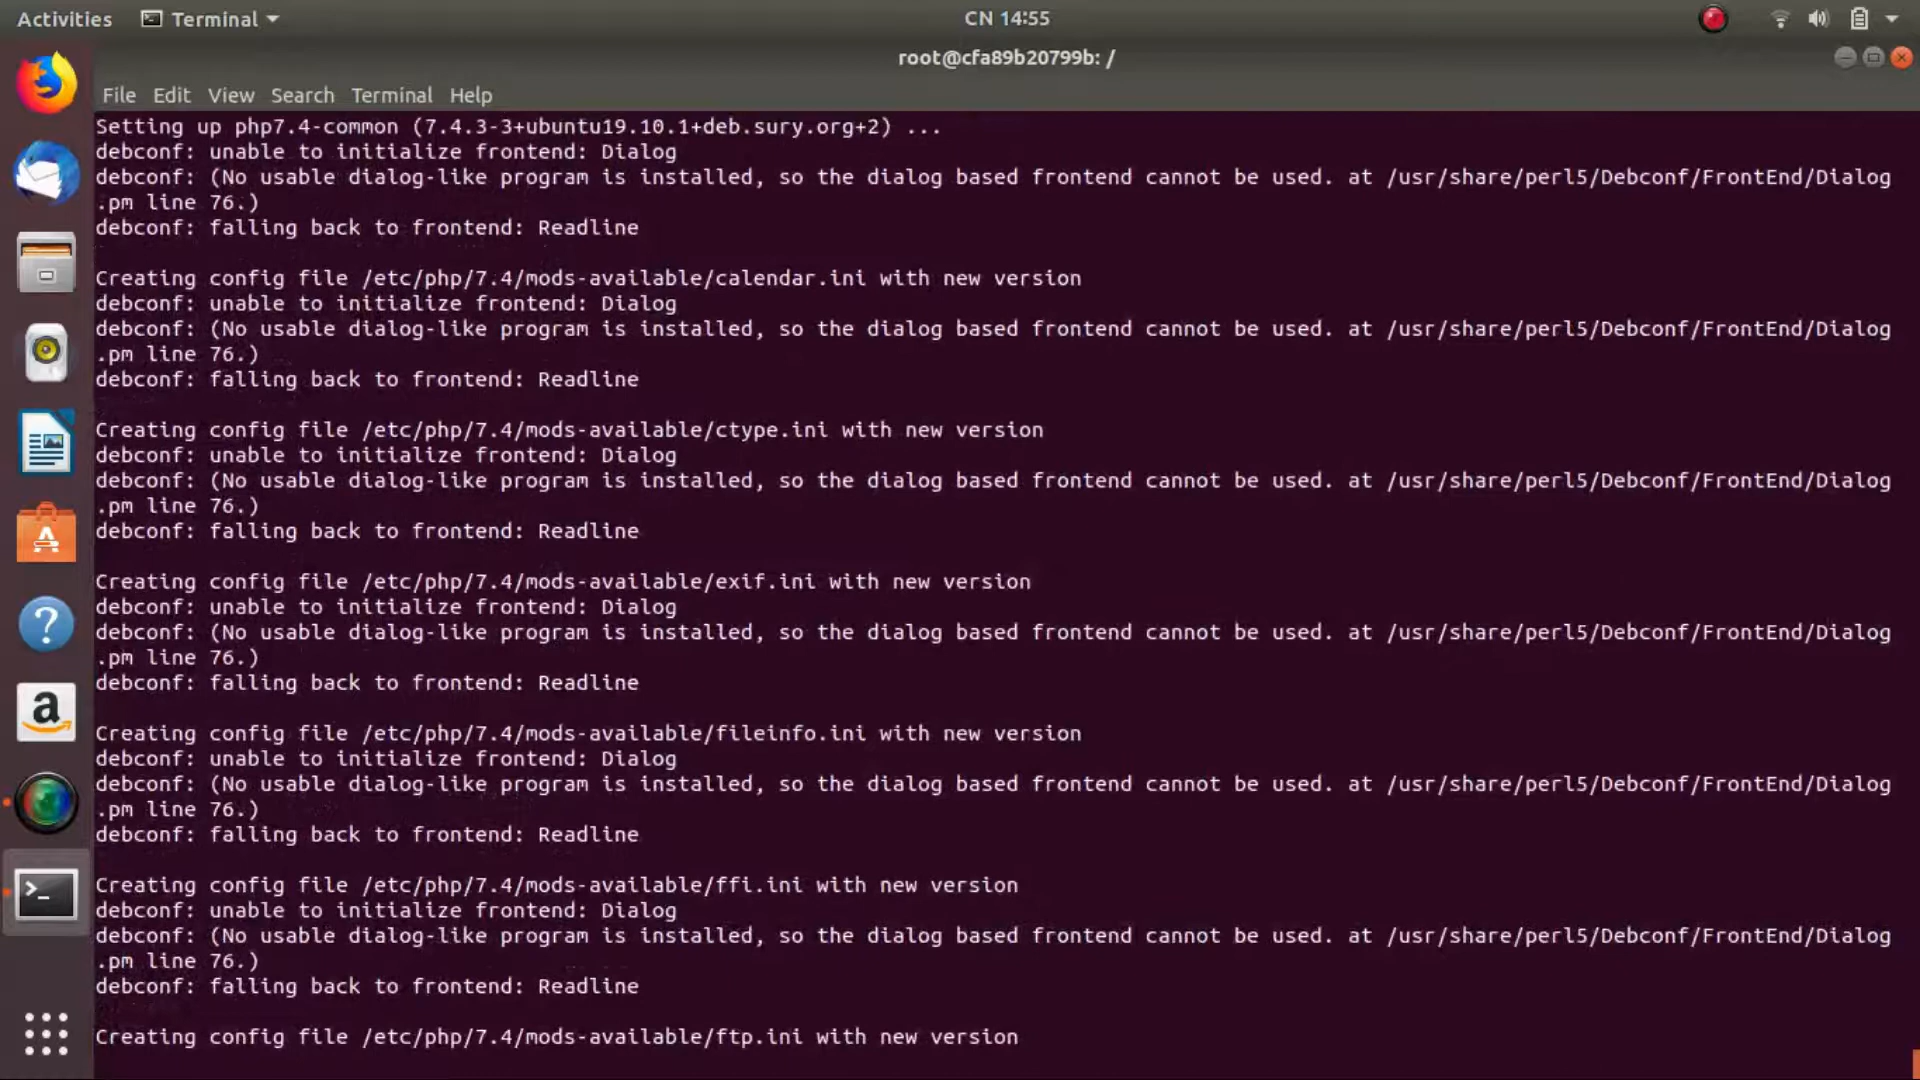 Activities Terminal CN 14:55
root@cfa89b20799b: /
File Edit View Search Terminal Help
Setting up php7.4-common (7.4.3-3+ubuntu19.10.1+deb.sury.org+2) ...
debconf: unable to initialize frontend: Dialog
debconf: (No usable dialog-like program is installed, so the dialog based frontend cannot be used. at /usr/share/perl5/Debconf/FrontEnd/Dialog
.pm line 76.)
debconf: falling back to frontend: Readline
Creating config file /etc/php/7.4/mods-available/calendar.ini with new version
debconf: unable to initialize frontend: Dialog
debconf: (No usable dialog-like program is installed, so the dialog based frontend cannot be used. at /usr/share/perl5/Debconf/FrontEnd/Dialog
.pm line 76.)
debconf: falling back to frontend: Readline
Creating config file /etc/php/7.4/mods-available/ctype.ini with new version
debconf: unable to initialize frontend: Dialog
debconf: (No usable dialog-like program is installed, so the dialog based frontend cannot be used. at /usr/share/perl5/Debconf/FrontEnd/Dialog
.pm line 76.)
debconf: falling back to frontend: Readline
Creating config file /etc/php/7.4/mods-available/exif.ini with new version
debconf: unable to initialize frontend: Dialog
debconf: (No usable dialog-like program is installed, so the dialog based frontend cannot be used. at /usr/share/perl5/Debconf/FrontEnd/Dialog
.pm line 76.)
debconf: falling back to frontend: Readline
Creating config file /etc/php/7.4/mods-available/fileinfo.ini with new version
debconf: unable to initialize frontend: Dialog
debconf: (No usable dialog-like program is installed, so the dialog based frontend cannot be used. at /usr/share/perl5/Debconf/FrontEnd/Dialog
.pm line 76.)
debconf: falling back to frontend: Readline
Creating config file /etc/php/7.4/mods-available/ffi.ini with new version
debconf: unable to initialize frontend: Dialog
debconf: (No usable dialog-like program is installed, so the dialog based frontend cannot be used. at /usr/share/perl5/Debconf/FrontEnd/Dialog
.pm line 76.)
debconf: falling back to frontend: Readline
Creating config file /etc/php/7.4/mods-available/ftp.ini with new version